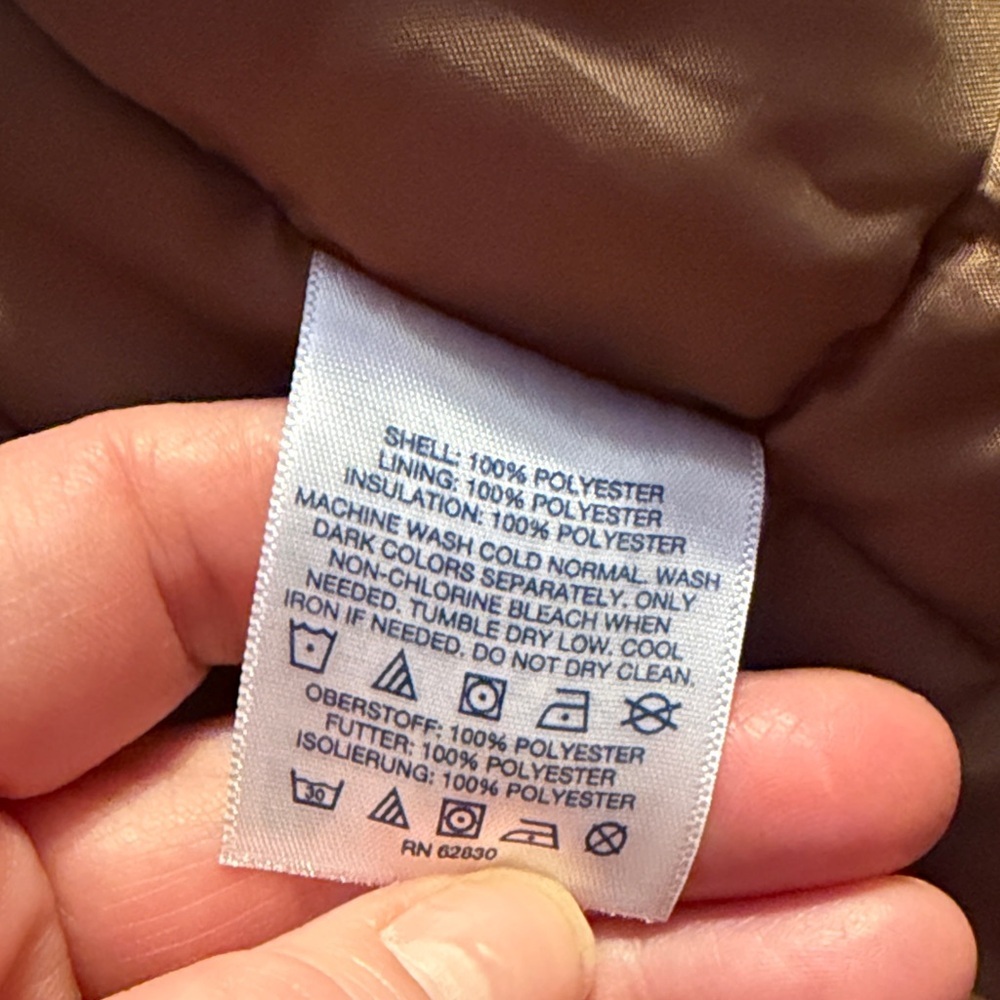 SHELL: 100% POLYESTER
LINING: 100% POLYESTER
INSULATION: 100% POLYESTER
MACHINE WASH COLD NORMAL. WASH
DARK COLORS SEPARATELY. ONLY
NON-CHLORINE BLEACH WHEN
NEEDED. TUMBLE DRY LOW. COOL
IRON IF NEEDED. DO NOT DRY CLEAN.
OBERSTOFF: 100% POLYESTER
FUTTER: 100% POLYESTER
ISOLIERUNG: 100% POLYESTER
30
RN 62830